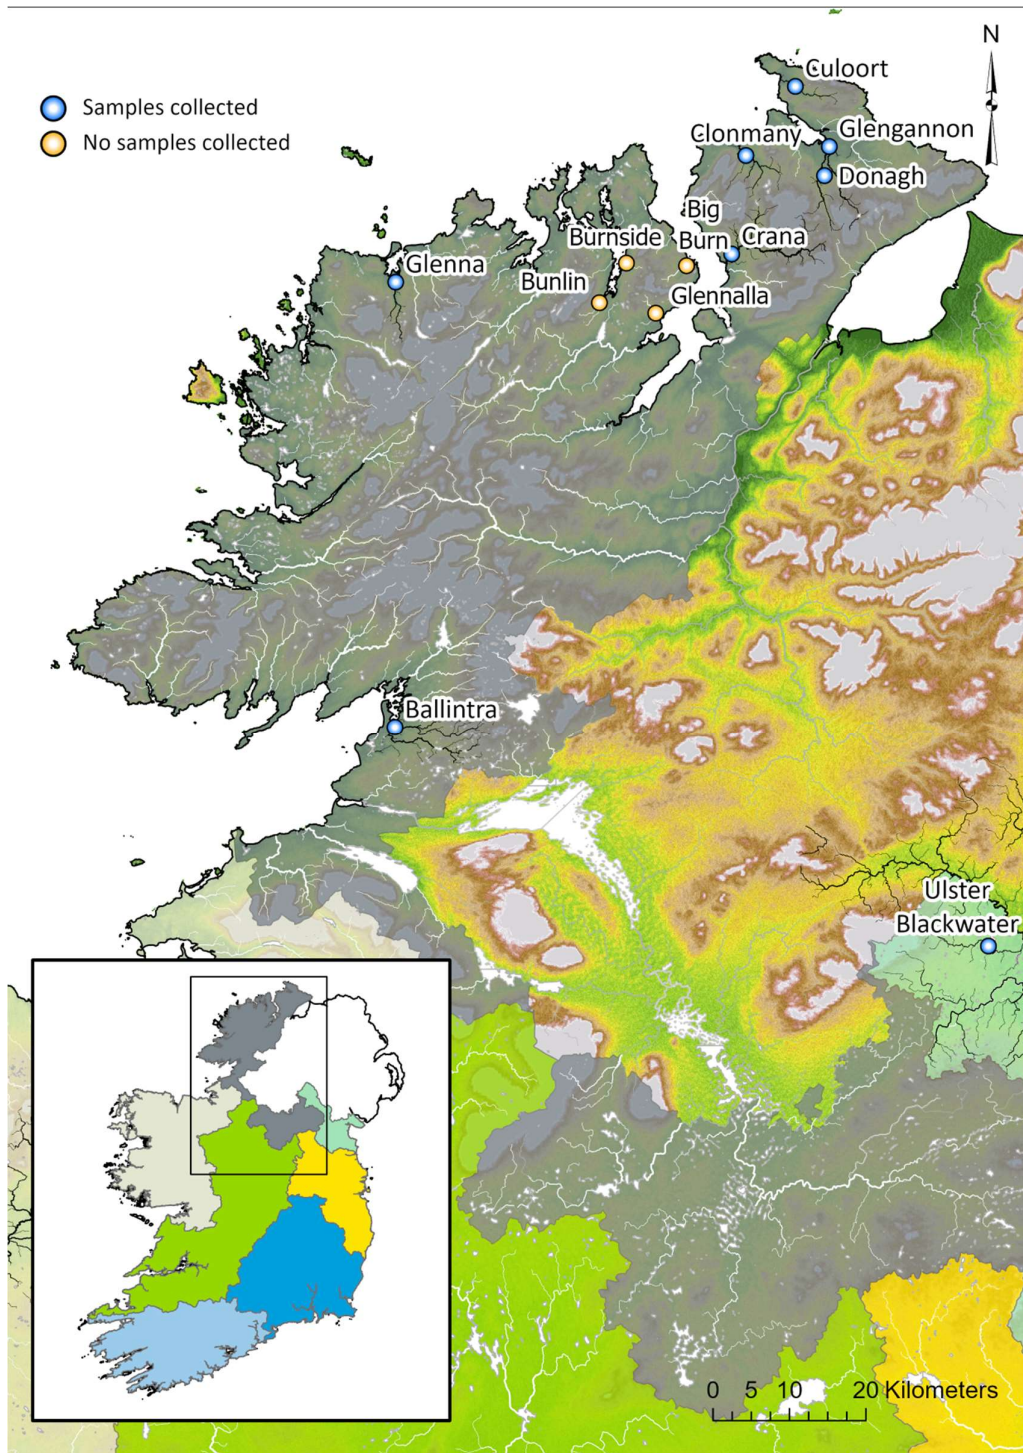 N
Samples collected
No samples collected
Culoort
Clonmany
Glengannon
Donagh
Big
Burn
Crana
Burnside
Glenna
Bunlin
Glennalla
Ballintra
Ulster
Blackwater
0 5 10 20 Kilometers